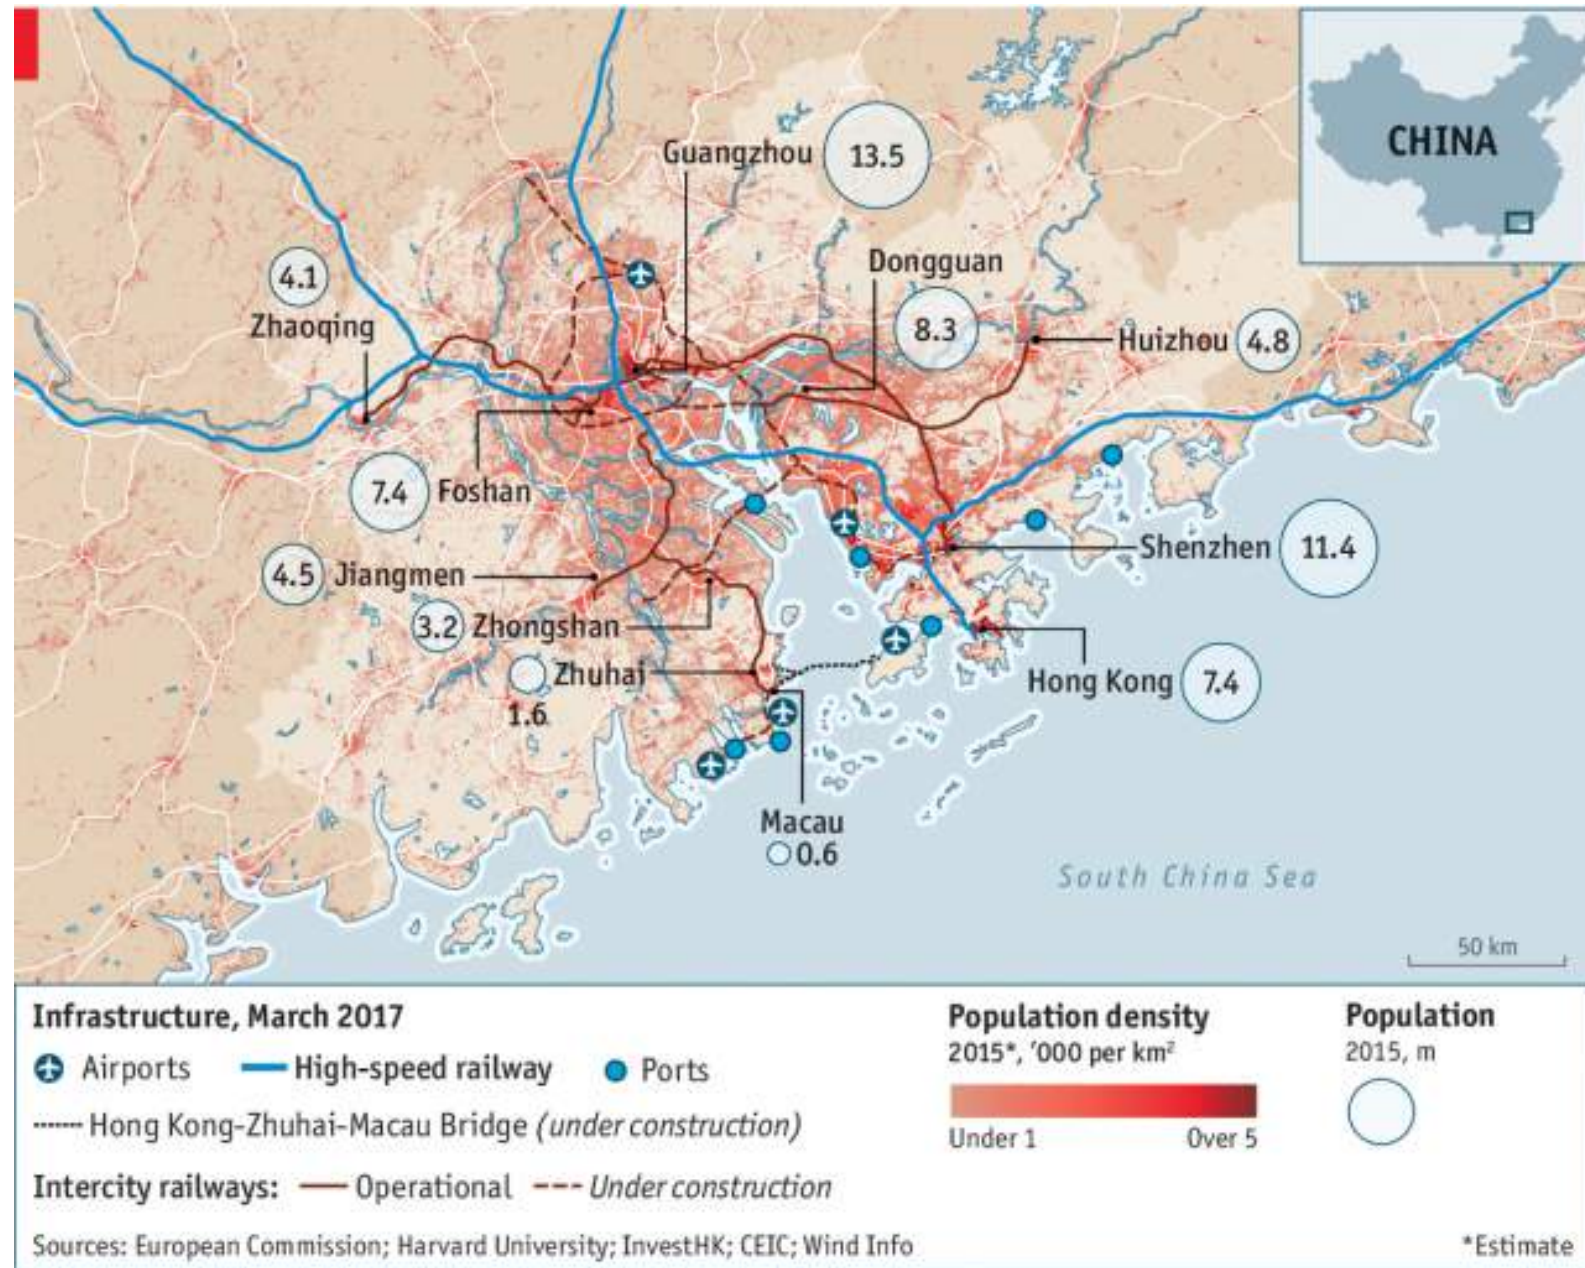 CHINA
Guangzhou 13.5
Dongguan
8.3
4.1
Zhaoqing
Huizhou 4.8
7.4 Foshan
Shenzhen 11.4
4.5 Jiangmen
3.2 Zhongshan
Zhuhai
1.6
Hong Kong 7.4
Macau
0.6
South China Sea
50 km
Infrastructure, March 2017
Airports High-speed railway Ports
Hong Kong-Zhuhai-Macau Bridge (under construction)
Intercity railways: Operational Under construction
Population density
2015*, ’000 per km²
Under 1 Over 5
Population
2015, m
Sources: European Commission; Harvard University; InvestHK; CEIC; Wind Info
*Estimate